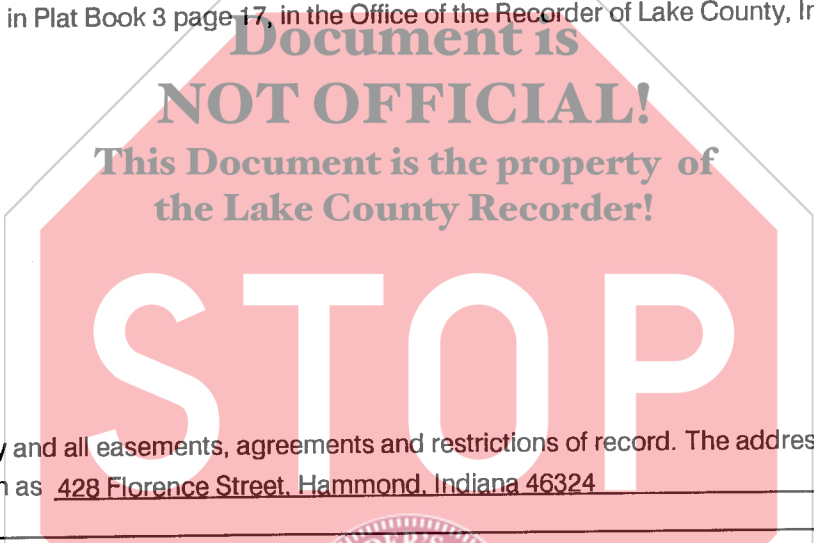 in Plat Book 3 page 17, in the Office of the Recorder of Lake County,
Document is
NOT OFFICIAL!
This Document is the property of
the Lake County Recorder!
STOP
and all easements, agreements and restrictions of record. The addres
as 428 Florence Street, Hammond, Indiana 46324